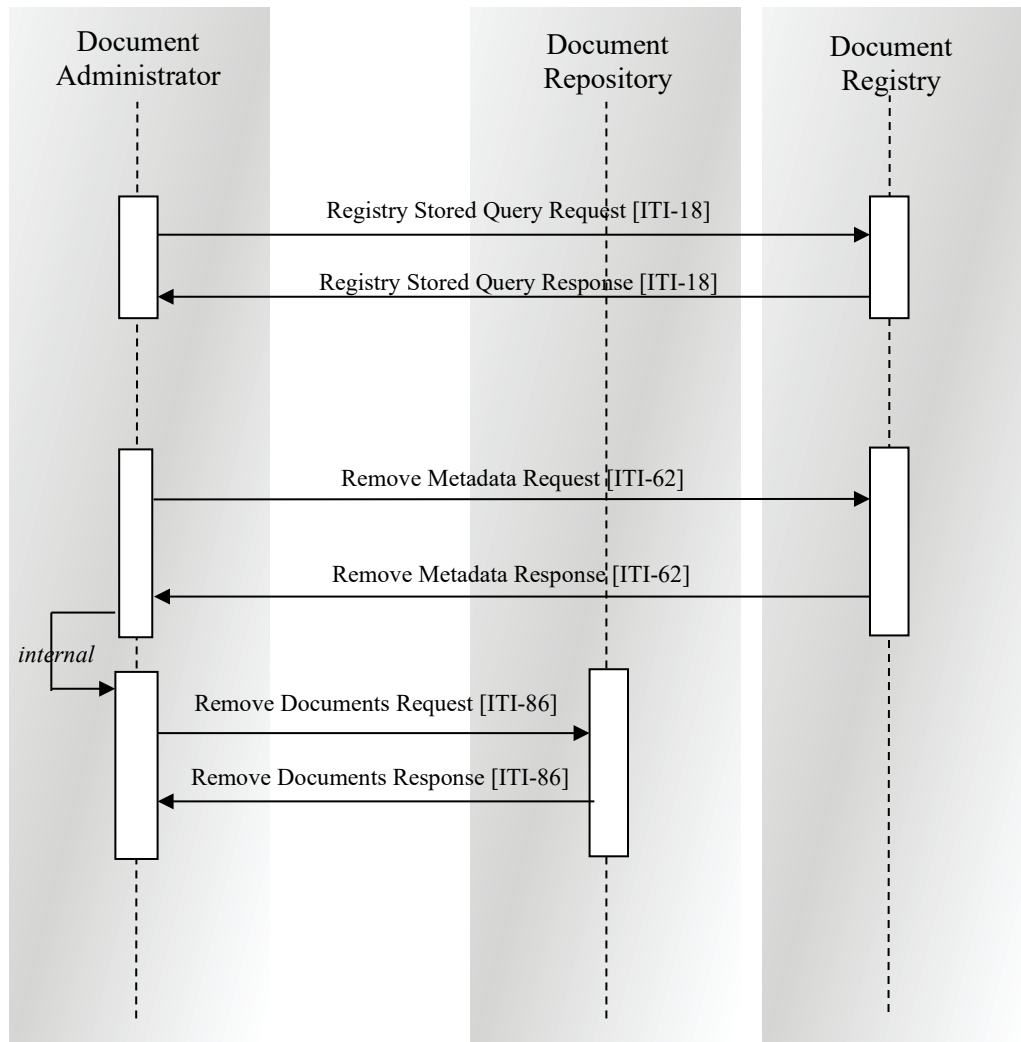 Document
Administrator
Document
Repository
Document
Registry
Registry Stored Query Request [ITI-18]
Registry Stored Query Response [ITI-18]
Remove Metadata Request [ITI-62]
Remove Metadata Response [ITI-62]
internal
Remove Documents Request [ITI-86]
Remove Documents Response [ITI-86]